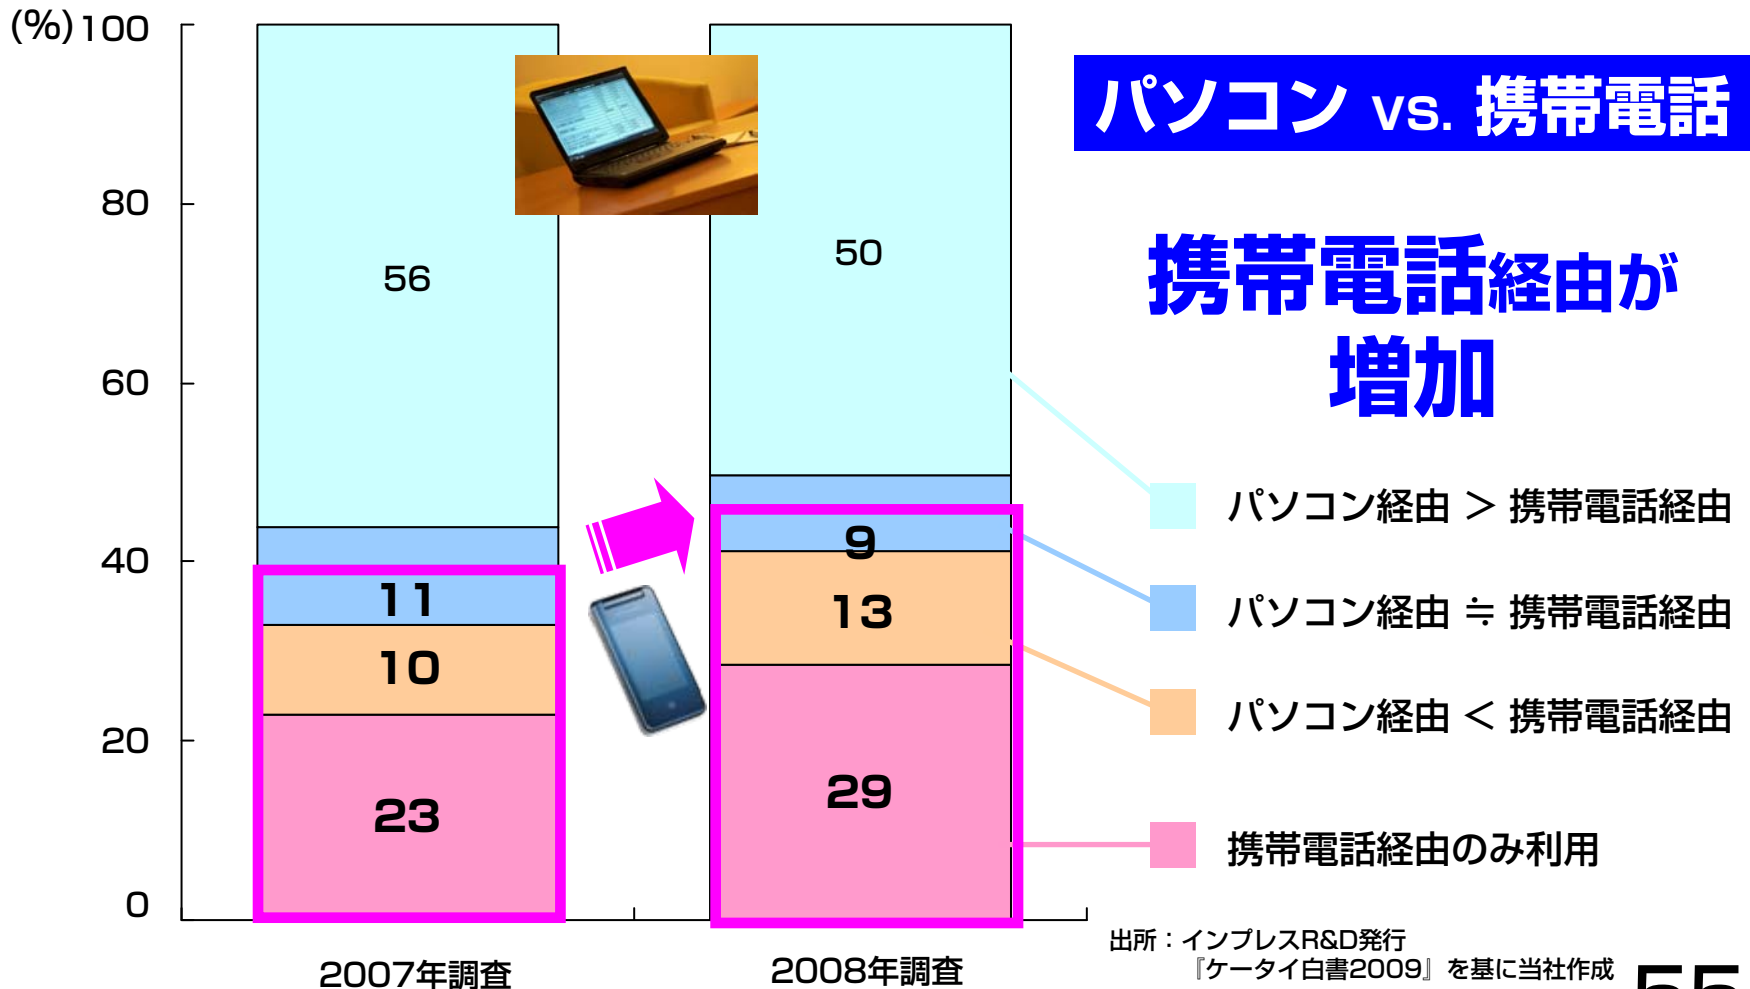 (%)
100
80
60
40
20
0
56
11
10
23
50
9
13
29
2007年調査
2008年調査
パソコン vs. 携帯電話
携帯電話経由が
増加
パソコン経由 ＞ 携帯電話経由
パソコン経由 ≒ 携帯電話経由
パソコン経由 ＜ 携帯電話経由
携帯電話経由のみ利用
出所：インプレスR&D発行
『ケータイ白書2009』を基に当社作成
55